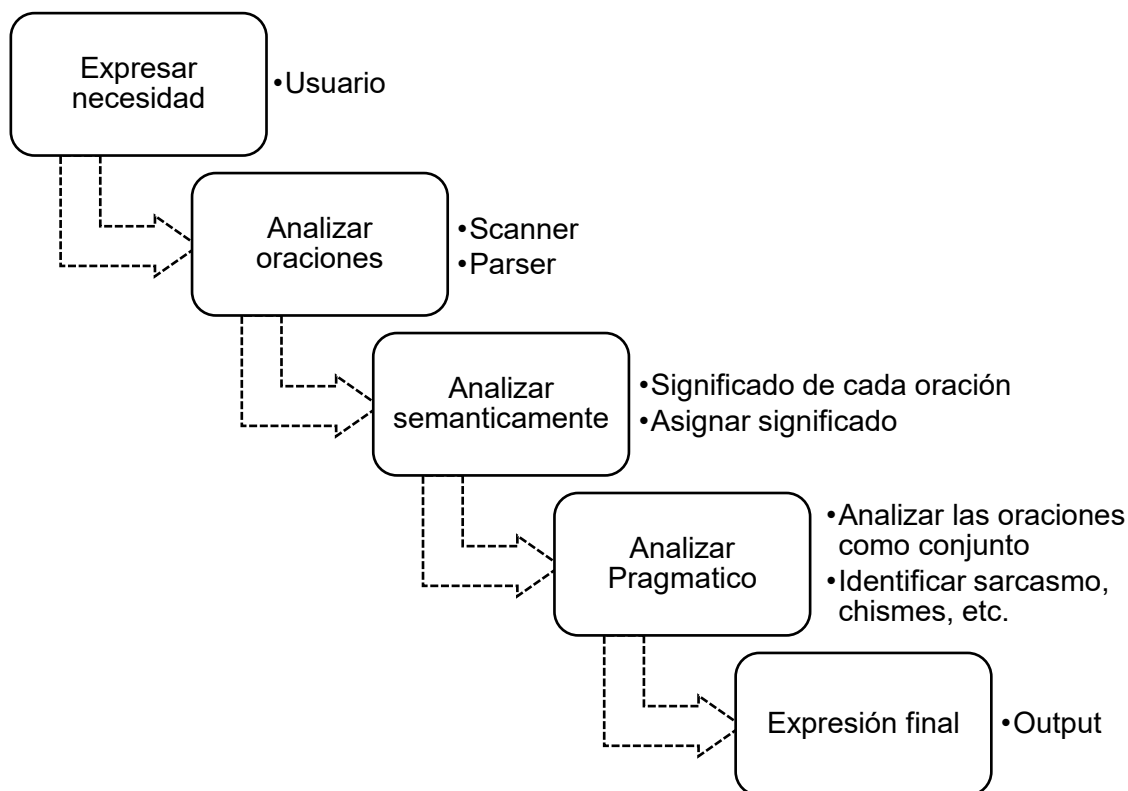 Expresar
necesidad
•Usuario
Analizar
oraciones
•Scanner
•Parser
Analizar
semanticamente
•Significado de cada oración
•Asignar significado
Analizar
Pragmatico
•Analizar las oraciones
como conjunto
•Identificar sarcasmo,
chismes, etc.
Expresión final
•Output